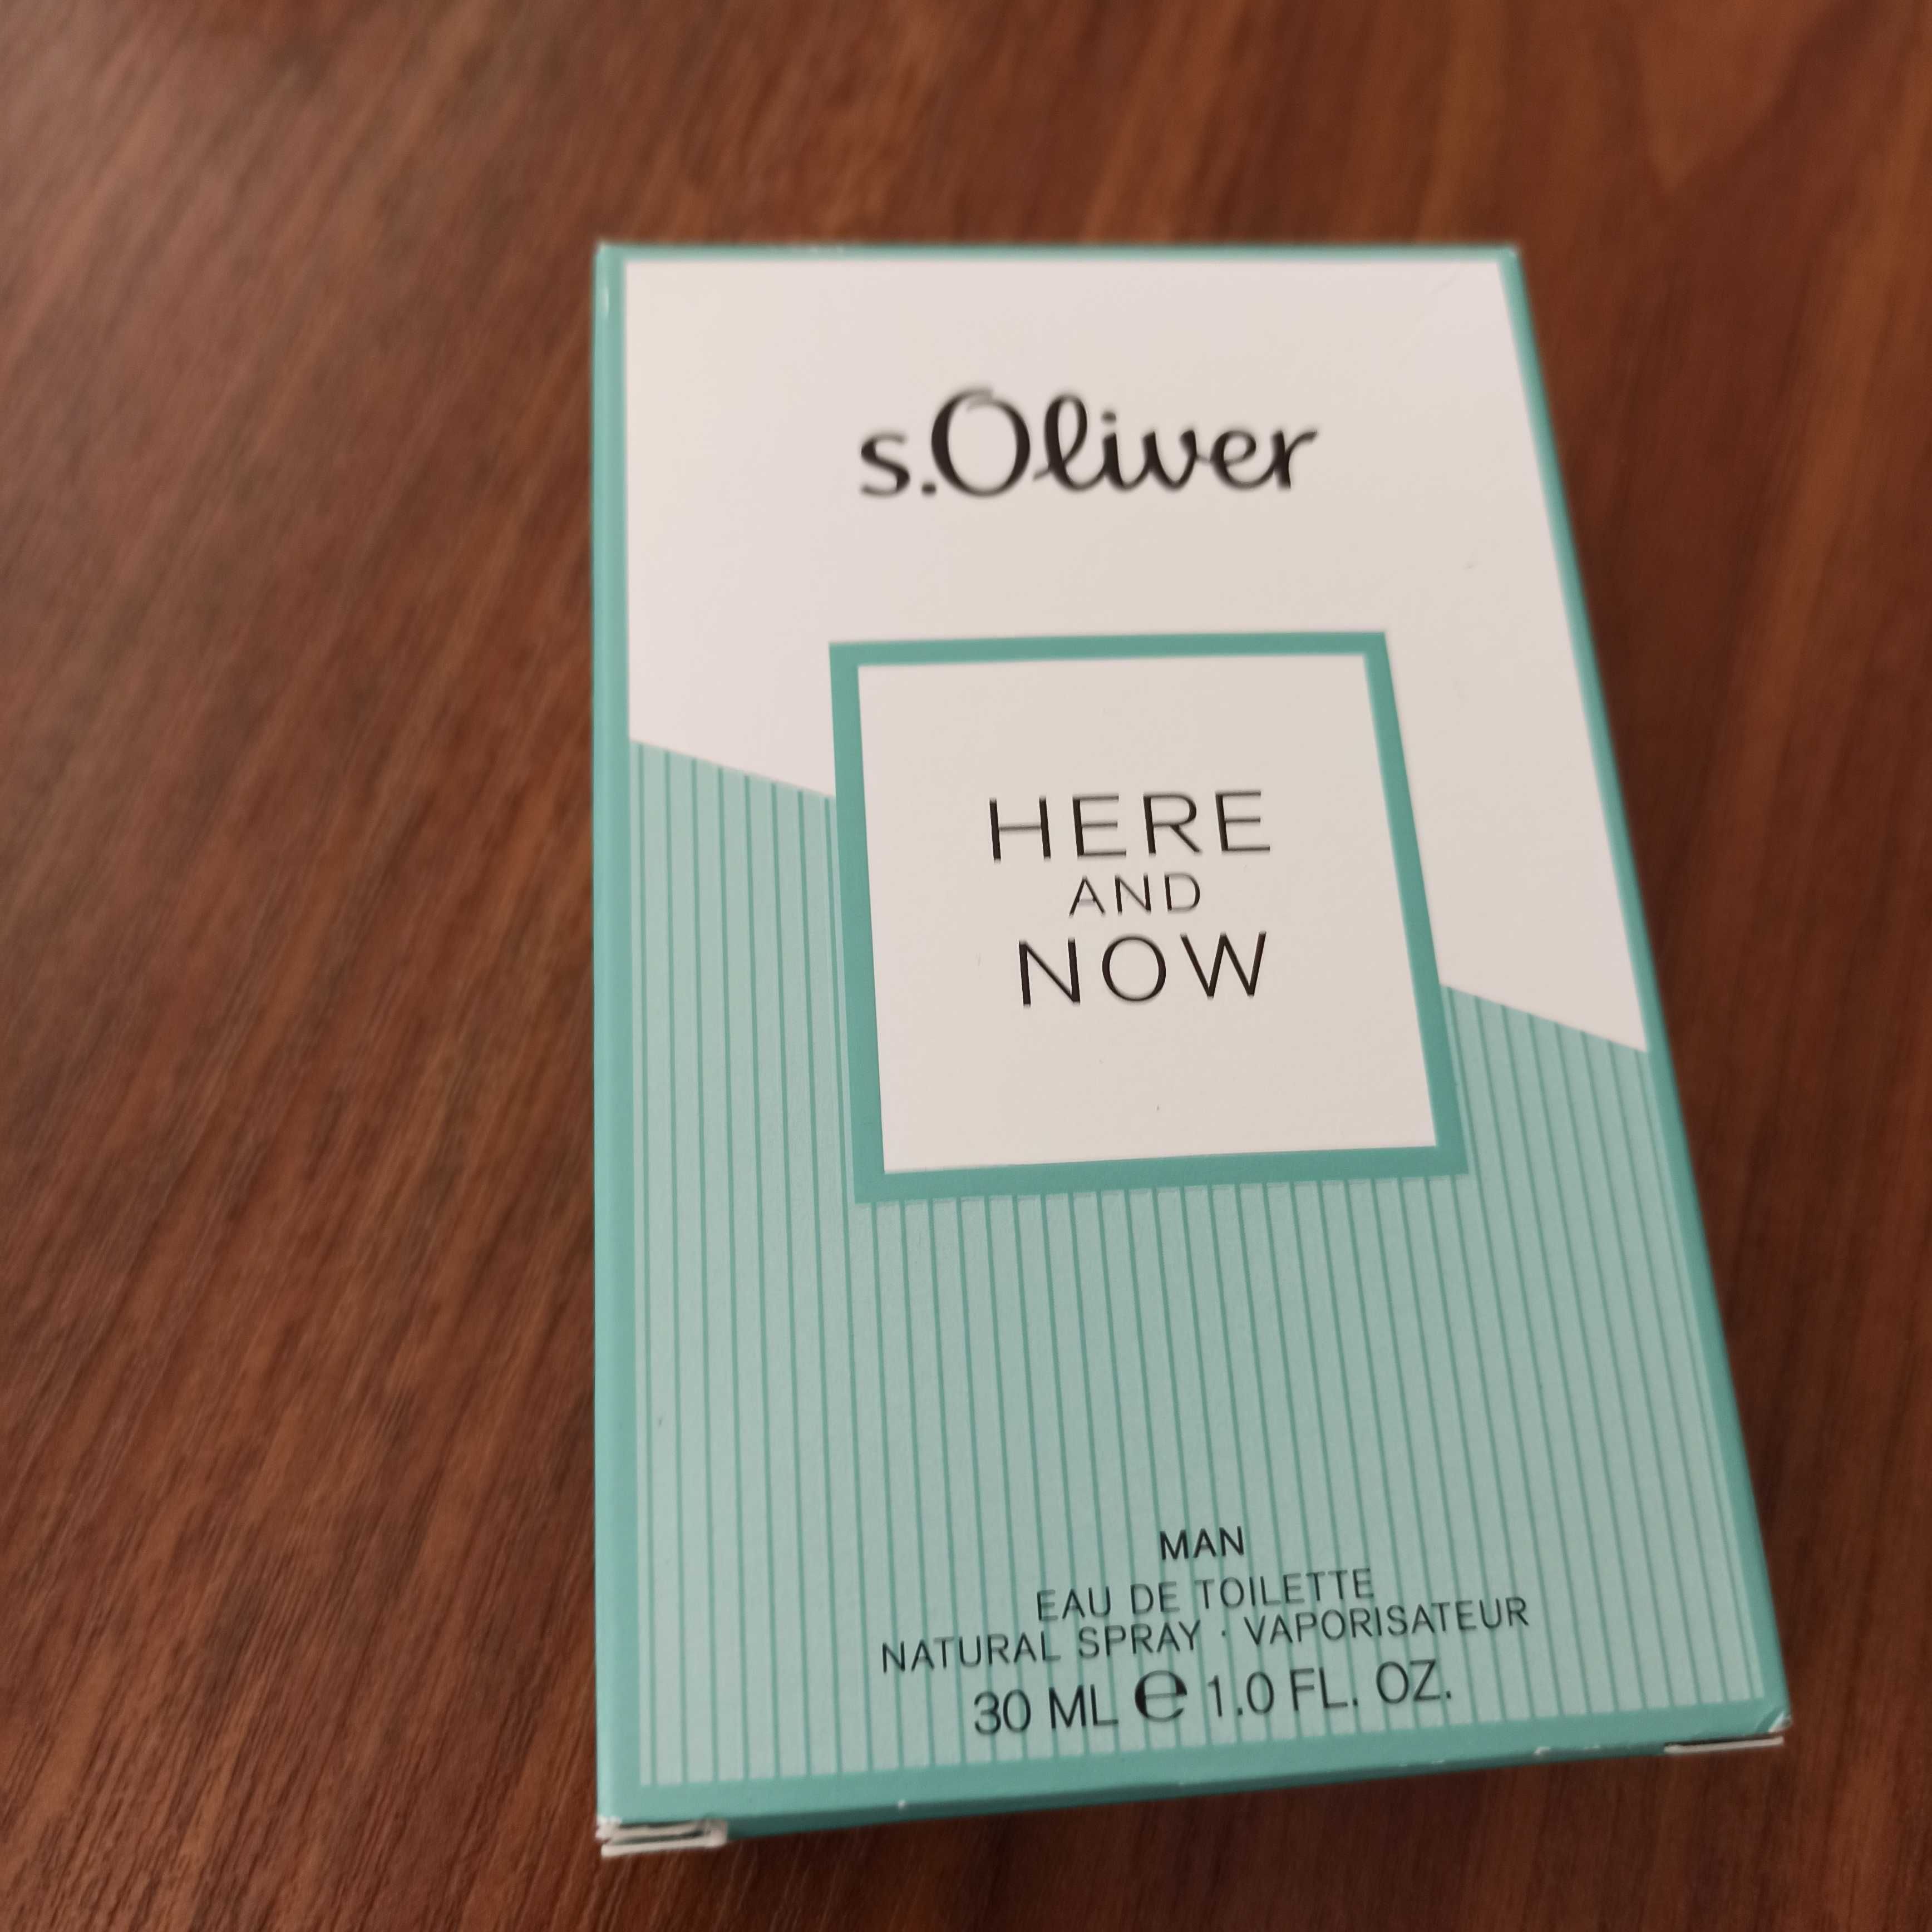 s.Oliver
HERE
AND
NOW
MAN
EAU DE TOILETTE
NATURAL SPRAY · VAPORISATEUR
30 ML ℮ 1.0 FL. OZ.